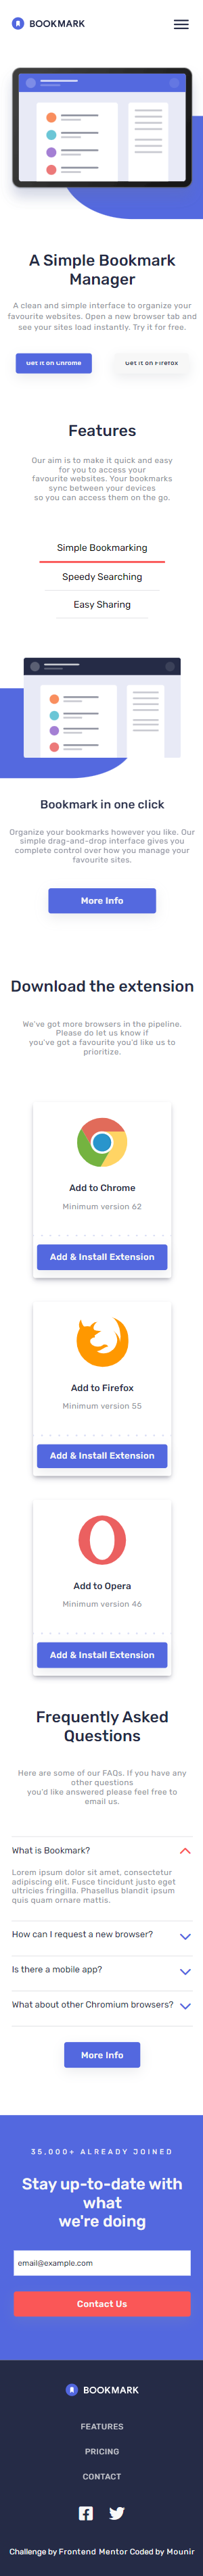 BOOKMARK
A Simple Bookmark
Manager
A clean and simple interface to organize your
favourite websites. Open a new browser tab and
see your sites load instantly. Try it for free.
Get it on Chrome
Get it on Firefox
Features
Our aim is to make it quick and easy
for you to access your
favourite websites. Your bookmarks
sync between your devices
so you can access them on the go.
Simple Bookmarking
Speedy Searching
Easy Sharing
Bookmark in one click
Organize your bookmarks however you like. Our
simple drag-and-drop interface gives you
complete control over how you manage your
favourite sites.
More Info
Download the extension
We've got more browsers in the pipeline.
Please do let us know if
you've got a favourite you'd like us to
prioritize.
Add to Chrome
Minimum version 62
Add & Install Extension
Add to Firefox
Minimum version 55
Add & Install Extension
Add to Opera
Minimum version 46
Add & Install Extension
Frequently Asked
Questions
Here are some of our FAQs. If you have any
other questions
you'd like answered please feel free to
email us.
What is Bookmark?
Lorem ipsum dolor sit amet, consectetur
adipiscing elit. Fusce tincidunt justo eget
ultricies fringilla. Phasellus blandit ipsum
quis quam ornare mattis.
How can I request a new browser?
Is there a mobile app?
What about other Chromium browsers?
More Info
35,000+ ALREADY JOINED
Stay up-to-date with
what
we're doing
email@example.com
Contact Us
BOOKMARK
FEATURES
PRICING
CONTACT
Challenge by Frontend Mentor Coded by Mounir